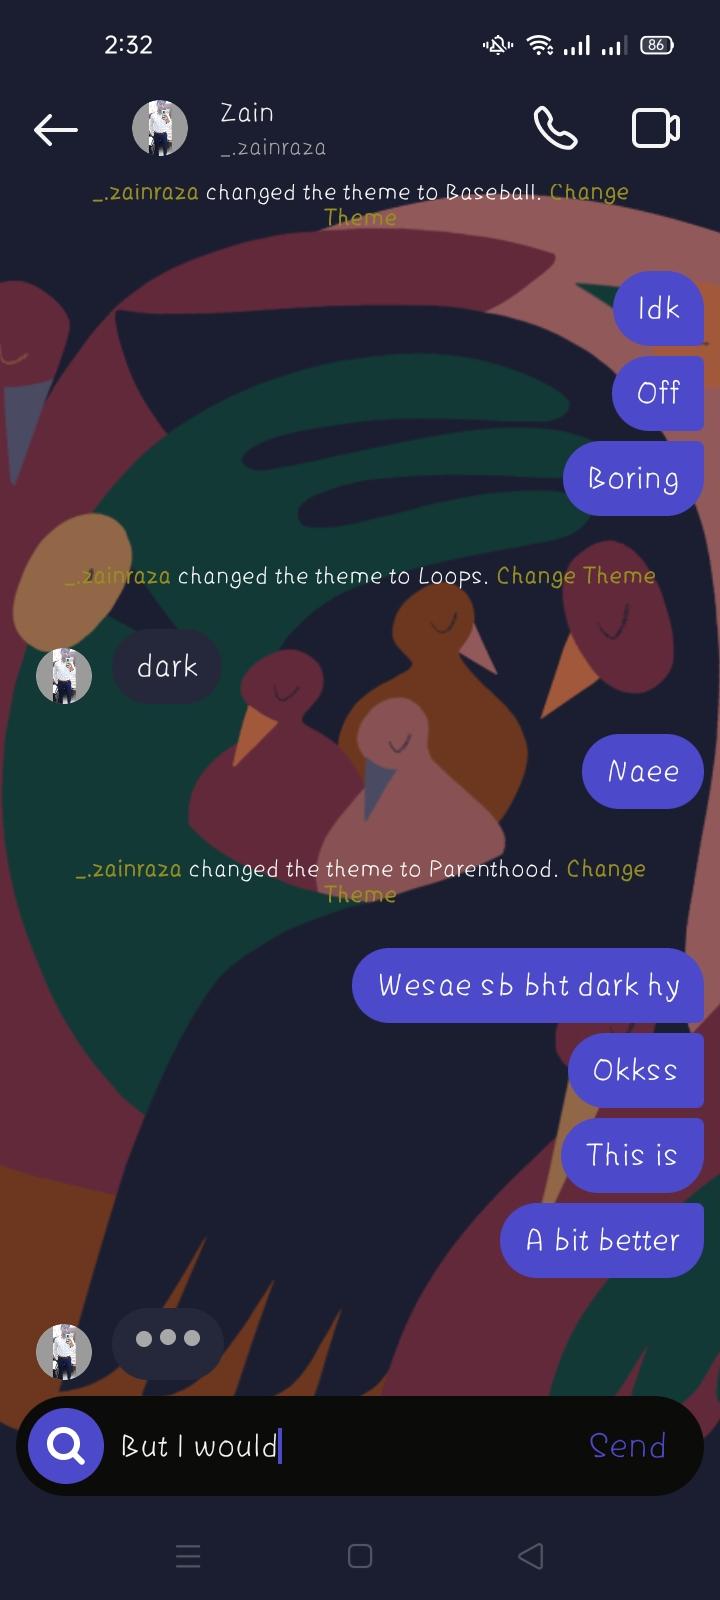 2:32
86
Zain
_.zainraza
_.zainraza changed the theme to Baseball. Change
Theme
Idk
Off
Boring
_.zainraza changed the theme to Loops. Change Theme
dark
Naee
_.zainraza changed the theme to Parenthood. Change
Theme
Wesae sb bht dark hy
Okkss
This is
A bit better
But I would
Send